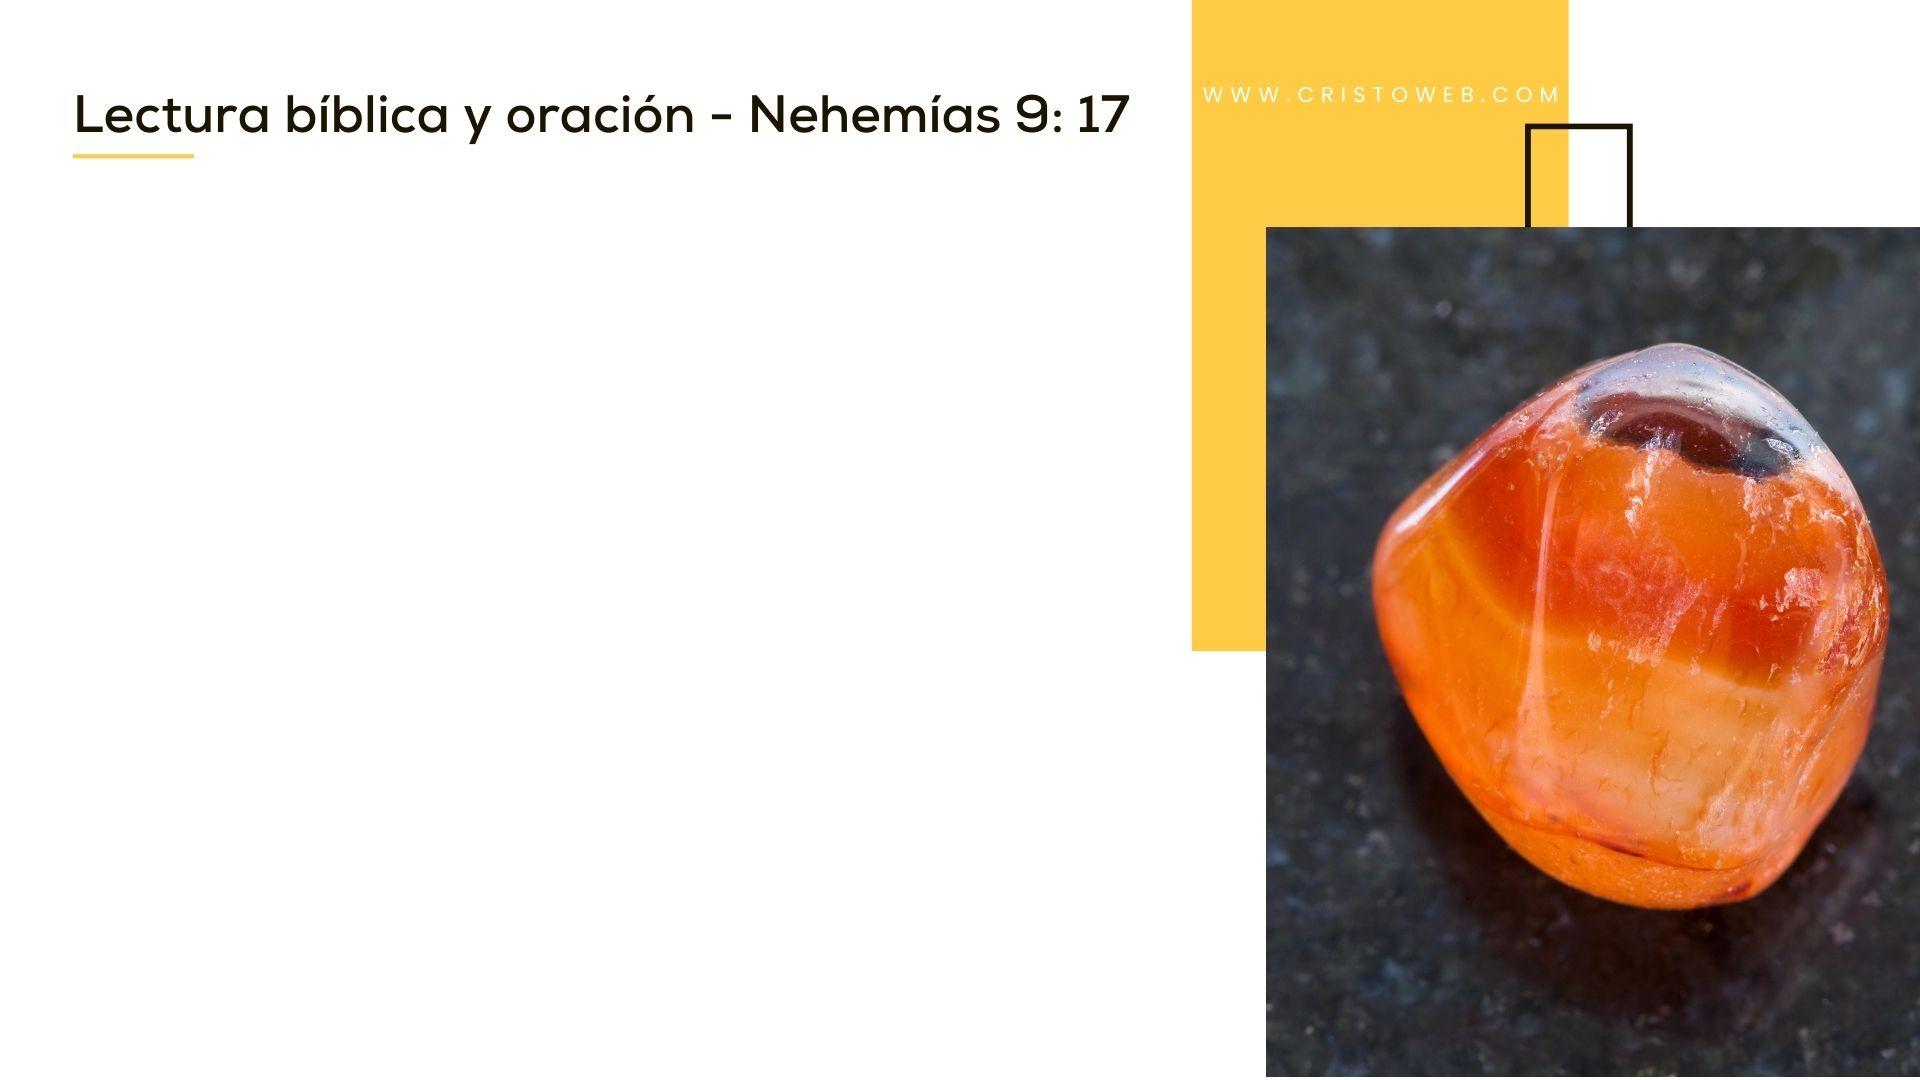 Lectura bíblica y oración - Nehemías 9: 17
WWW.CRISTOWEB.COM